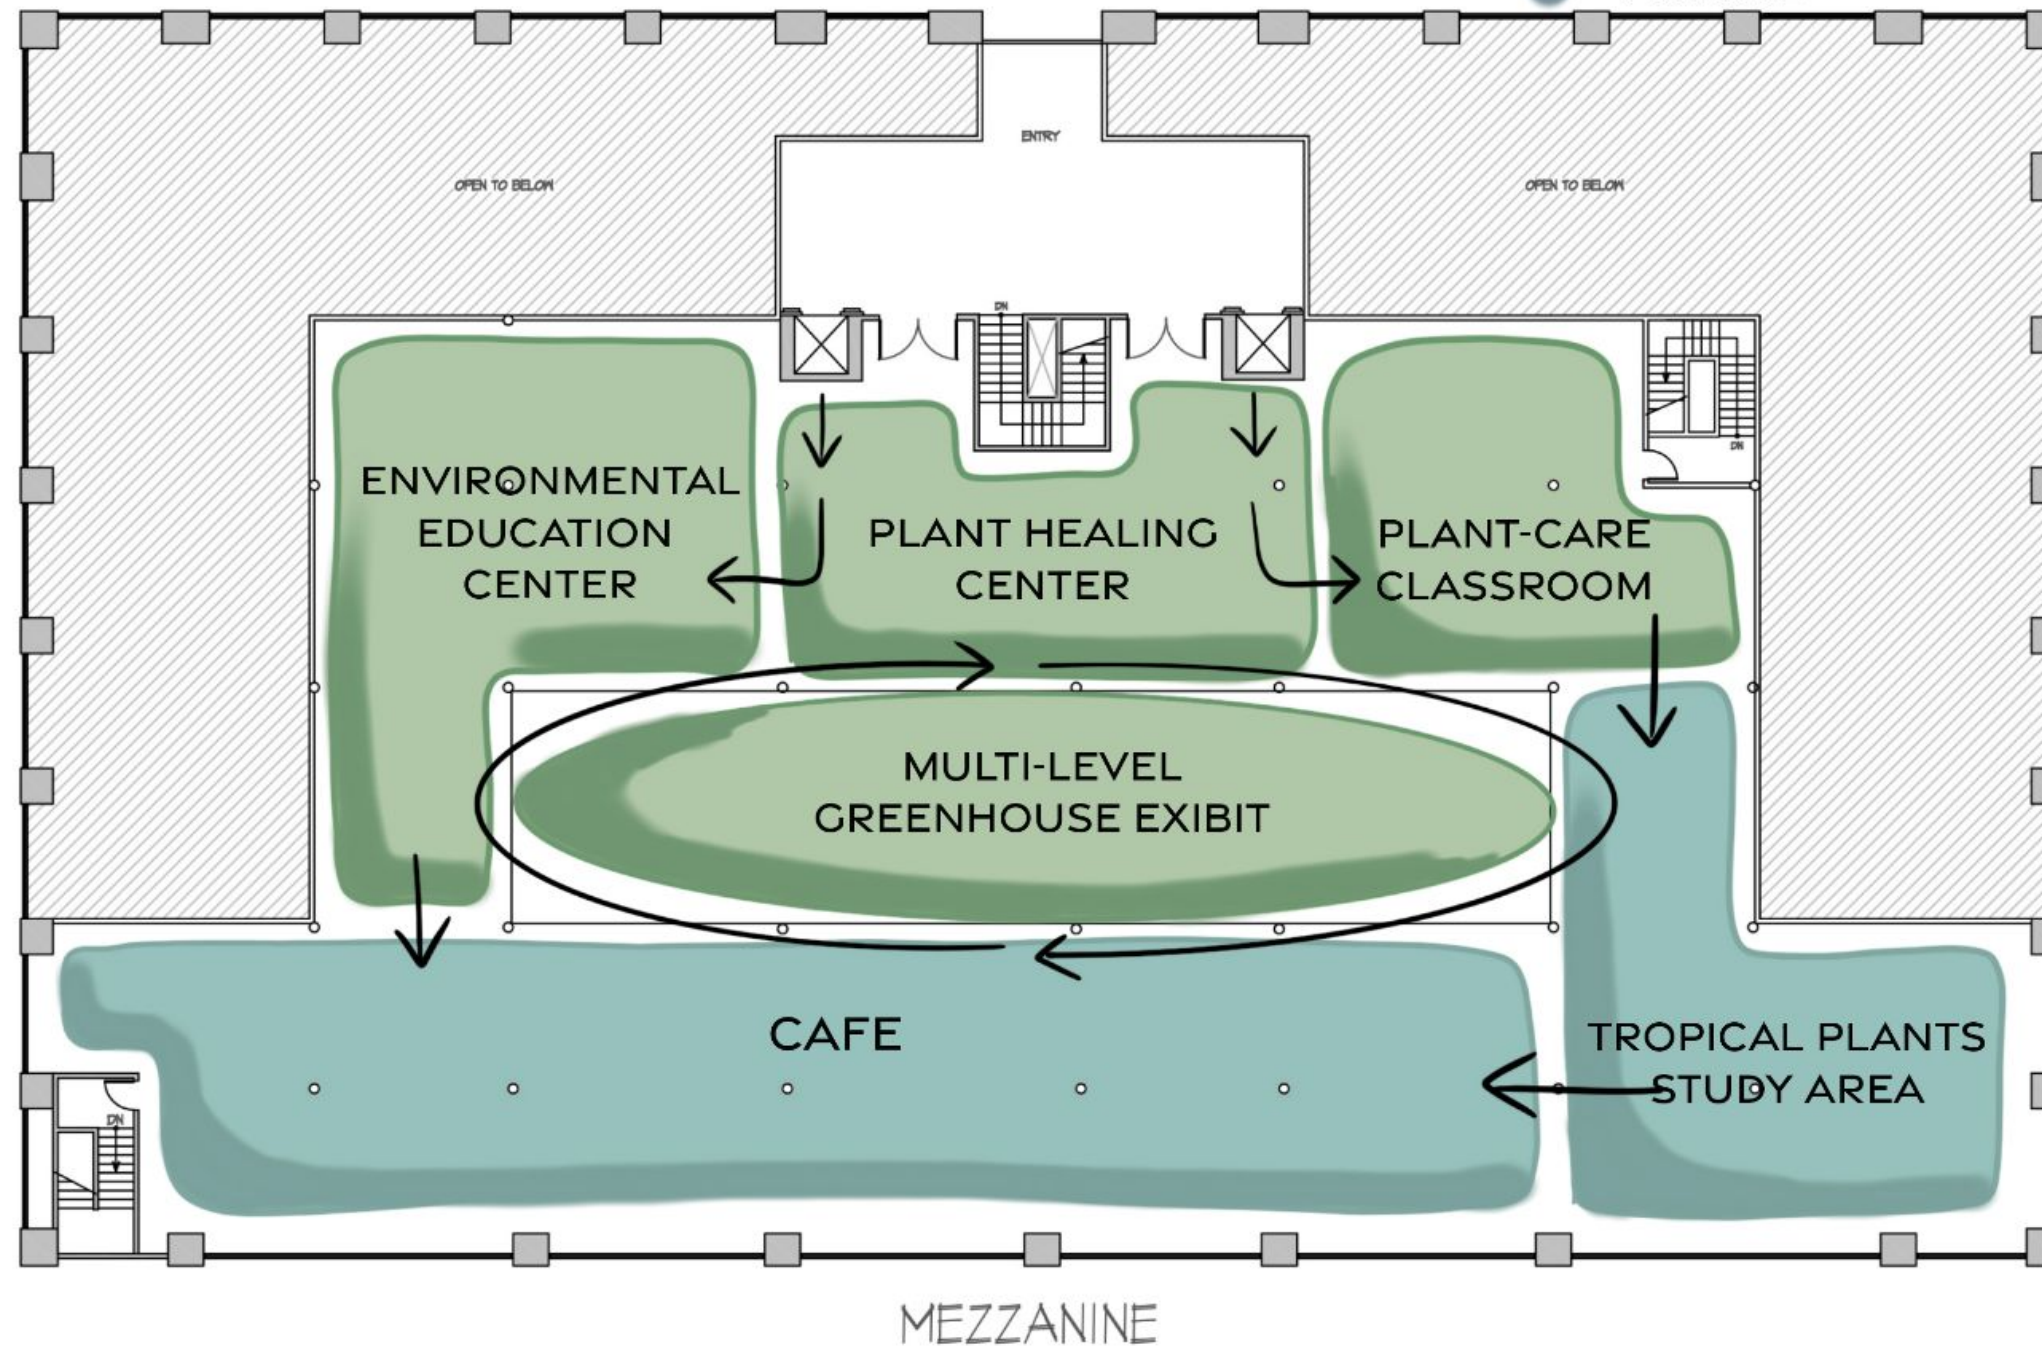 ENTRY
OPEN TO BELOW
OPEN TO BELOW
DN
DN
ENVIRONMENTAL
EDUCATION
CENTER
PLANT HEALING
CENTER
PLANT-CARE
CLASSROOM
MULTI-LEVEL
GREENHOUSE EXIBIT
CAFE
TROPICAL PLANTS
STUDY AREA
DN
MEZZANINE